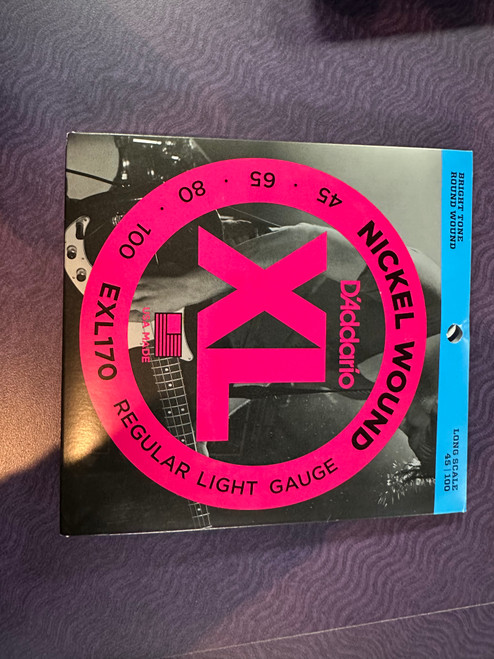 BRIGHT TONE
ROUND WOUND
LONG SCALE
45 | 100
NICKEL WOUND
D'Addario
XL
USA MADE
45 · 65 · 80 · 100
EXL170
REGULAR LIGHT GAUGE